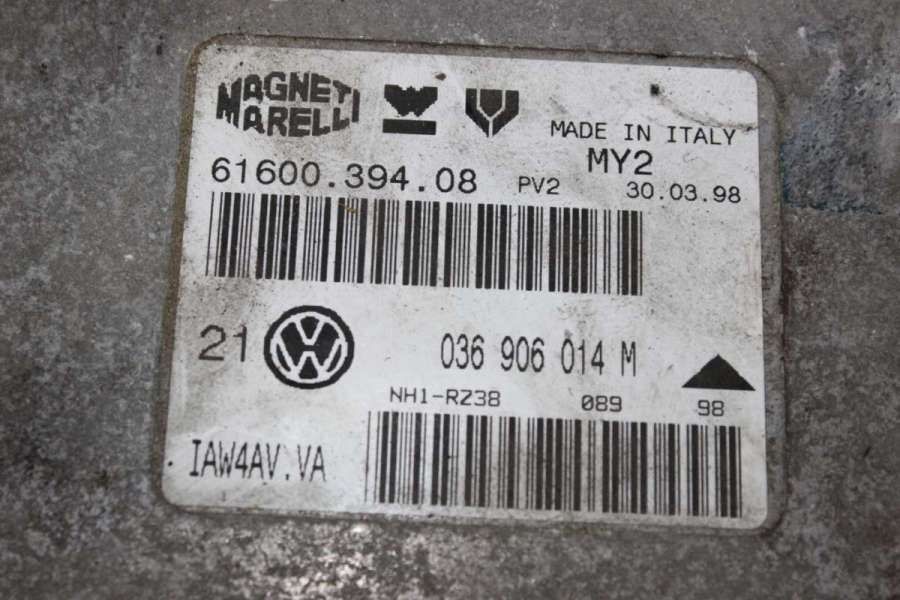 MAGNETI
MARELLI
MADE IN ITALY
MY2
61600.394.08 PV2 30.03.98
21 036 906 014 M
NH1-RZ38 089 98
IAW4AV.VA